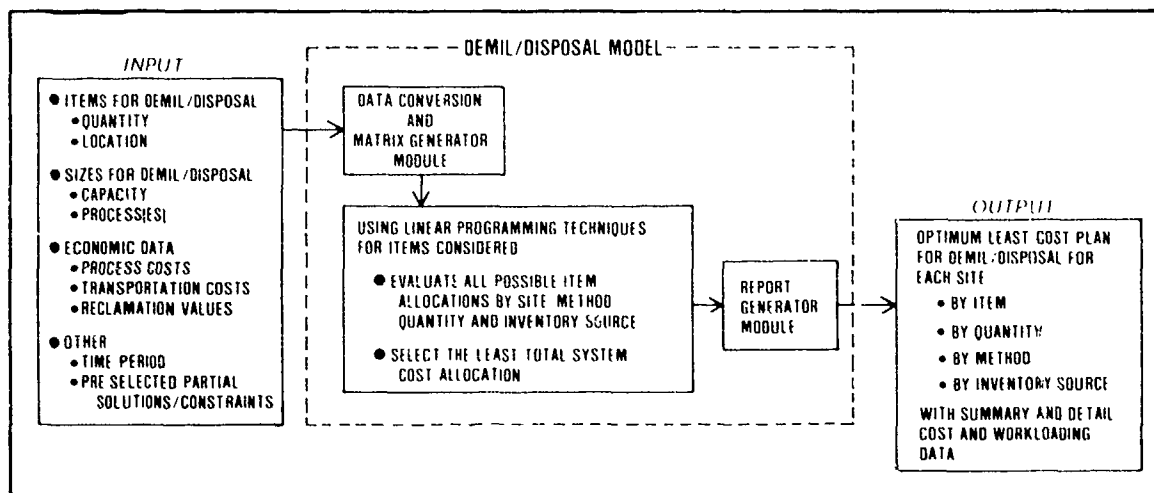 DEMIL/DISPOSAL MODEL
INPUT
● ITEMS FOR DEMIL/DISPOSAL
● QUANTITY
● LOCATION
● SIZES FOR DEMIL/DISPOSAL
● CAPACITY
● PROCESS(ES)
● ECONOMIC DATA
● PROCESS COSTS
● TRANSPORTATION COSTS
● RECLAMATION VALUES
● OTHER
● TIME PERIOD
● PRE SELECTED PARTIAL
SOLUTIONS/CONSTRAINTS
DATA CONVERSION
AND
MATRIX GENERATOR
MODULE
USING LINEAR PROGRAMMING TECHNIQUES
FOR ITEMS CONSIDERED
● EVALUATE ALL POSSIBLE ITEM
ALLOCATIONS BY SITE METHOD
QUANTITY AND INVENTORY SOURCE
● SELECT THE LEAST TOTAL SYSTEM
COST ALLOCATION
REPORT
GENERATOR
MODULE
OUTPUT
OPTIMUM LEAST COST PLAN
FOR DEMIL/DISPOSAL FOR
EACH SITE
● BY ITEM
● BY QUANTITY
● BY METHOD
● BY INVENTORY SOURCE
WITH SUMMARY AND DETAIL
COST AND WORKLOADING
DATA